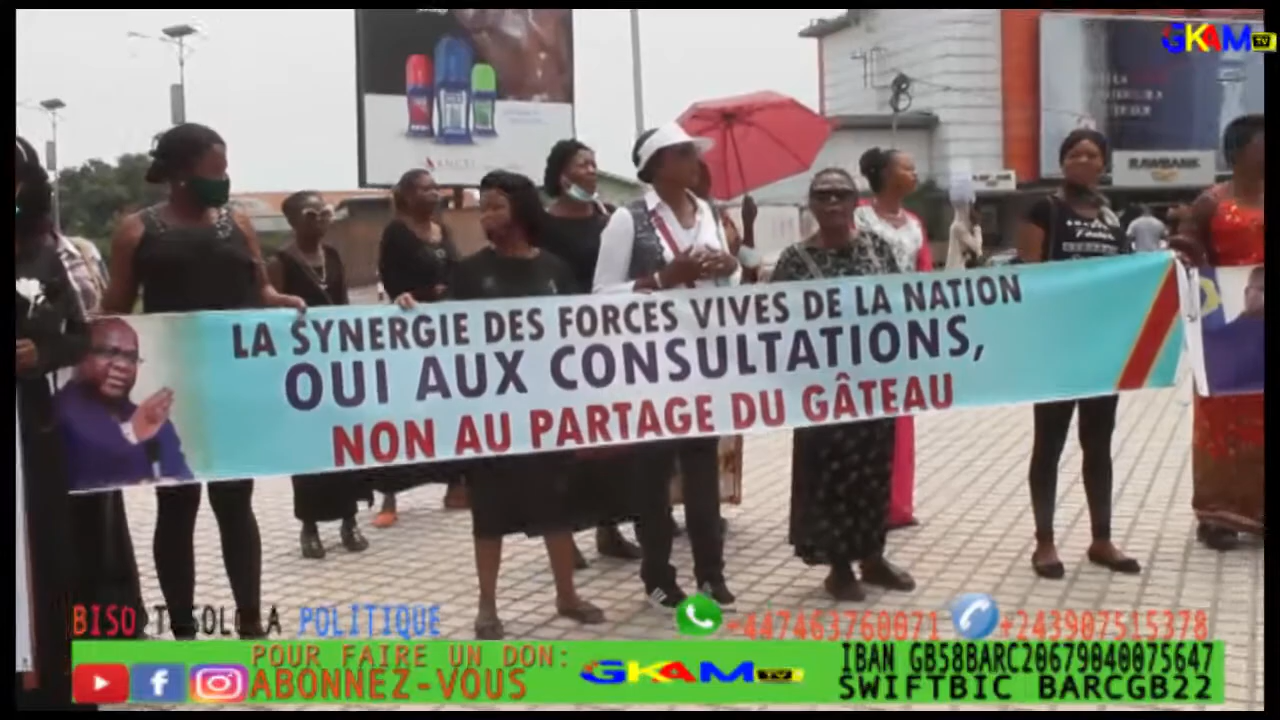 GKAM TV
RAWBANK
LA SYNERGIE DES FORCES VIVES DE LA NATION
OUI AUX CONSULTATIONS,
NON AU PARTAGE DU GÂTEAU
POLITIQUE
+447463760071
+243907515378
POUR FAIRE UN DON:
ABONNEZ-VOUS
GKAM TV
IBAN GB58BARC20679040075647
SWIFTBIC BARCGB22